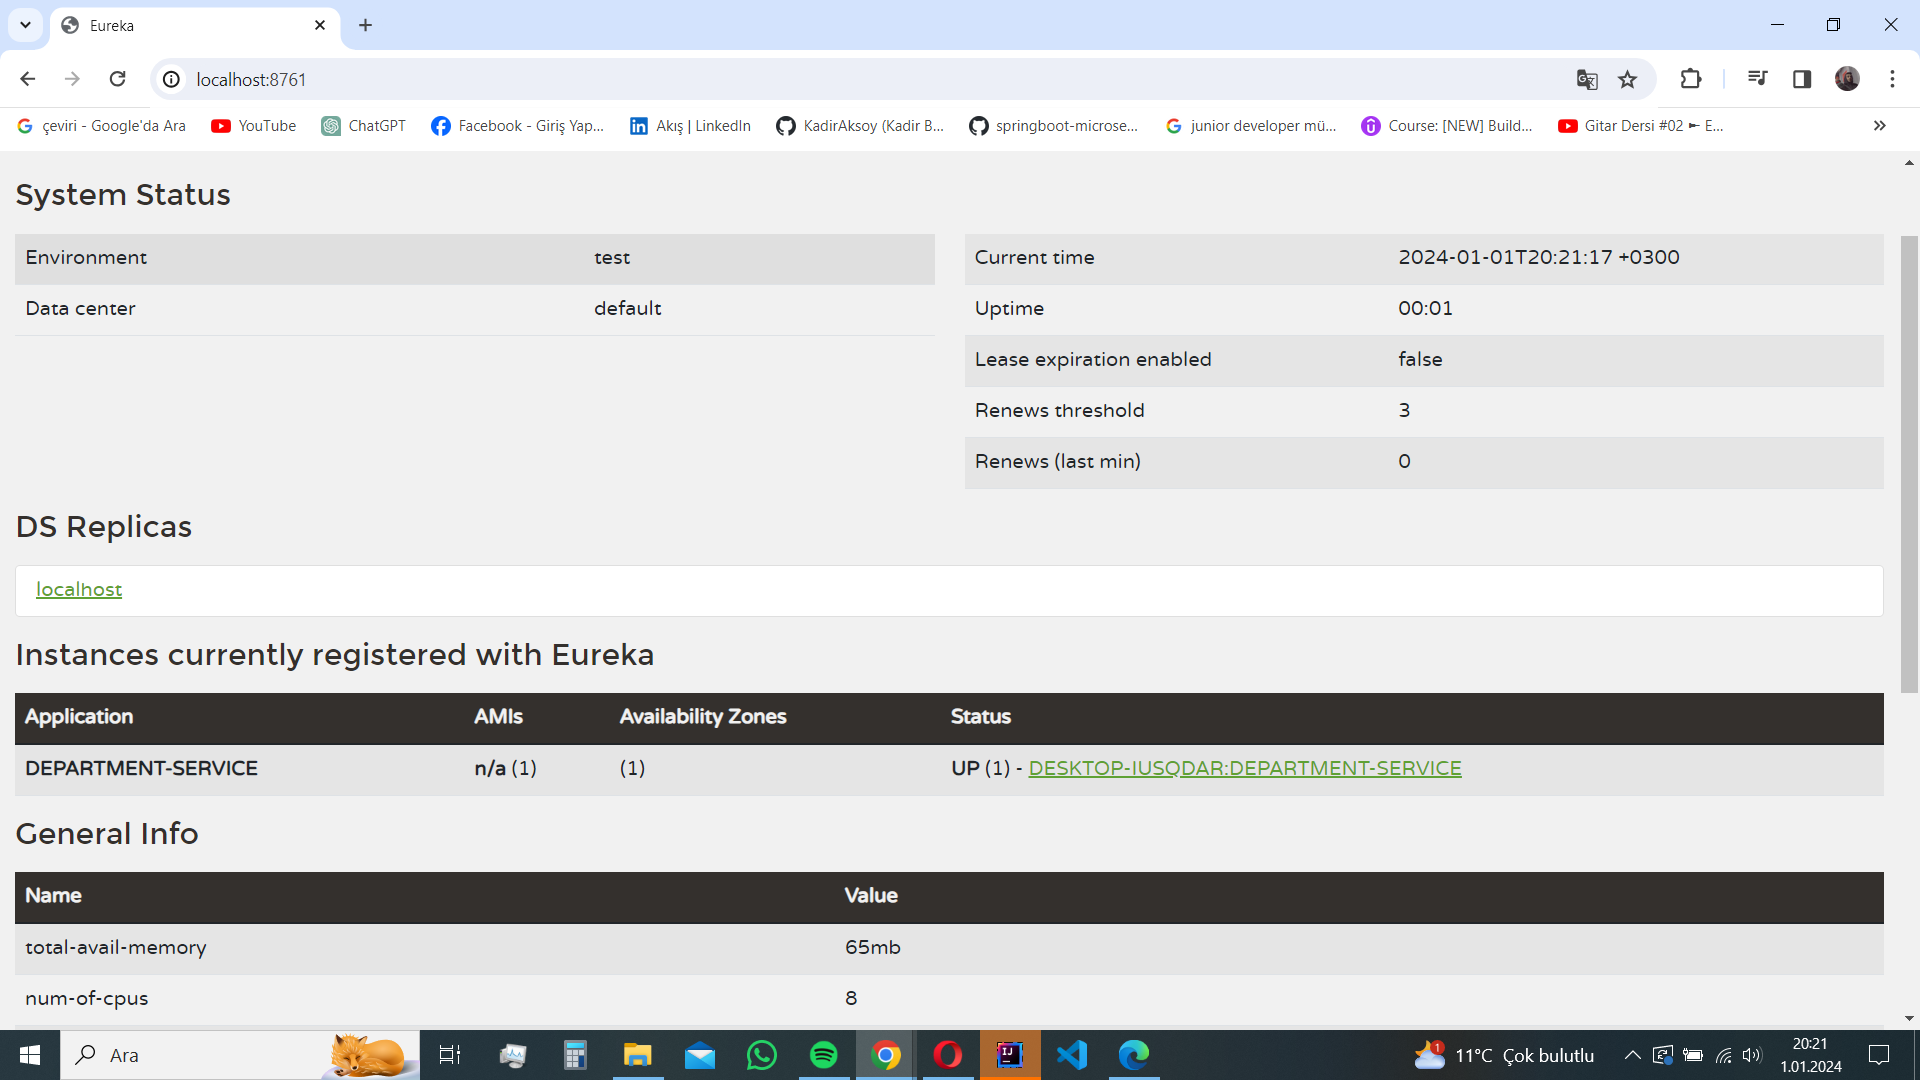 Eureka
localhost:8761
çeviri - Google'da Ara
YouTube
ChatGPT
Facebook - Giriş Yap...
Akış | LinkedIn
KadirAksoy (Kadir B...
springboot-microse...
junior developer mü...
Course: [NEW] Build...
Gitar Dersi #02 ► E...
System Status
Environment test
Data center default
Current time 2024-01-01T20:21:17 +0300
Uptime 00:01
Lease expiration enabled false
Renews threshold 3
Renews (last min) 0
DS Replicas
localhost
Instances currently registered with Eureka
Application AMIs Availability Zones Status
DEPARTMENT-SERVICE n/a (1) (1) UP (1) - DESKTOP-IUSQDAR:DEPARTMENT-SERVICE
General Info
Name Value
total-avail-memory 65mb
num-of-cpus 8
Ara
1
11°C Çok bulutlu
20:21
1.01.2024